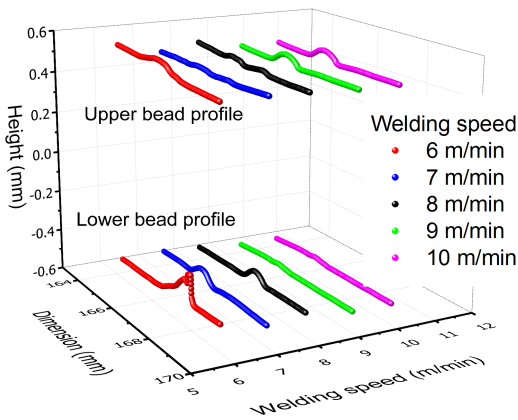 0.6
0.4
0.2
0.0
-0.2
-0.4
-0.6
Height (mm)
Upper bead profile
Lower bead profile
Welding speed
6 m/min
7 m/min
8 m/min
9 m/min
10 m/min
164
166
168
170
Dimension (mm)
5
6
7
8
9
10
11
12
Welding speed (m/min)